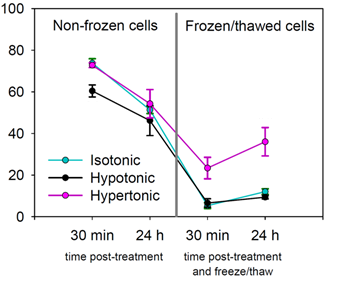 100
80
60
40
20
0
Non-frozen cells
Frozen/thawed cells
Isotonic
Hypotonic
Hypertonic
30 min 24 h 30 min 24 h
time post-treatment
time post-treatment
and freeze/thaw